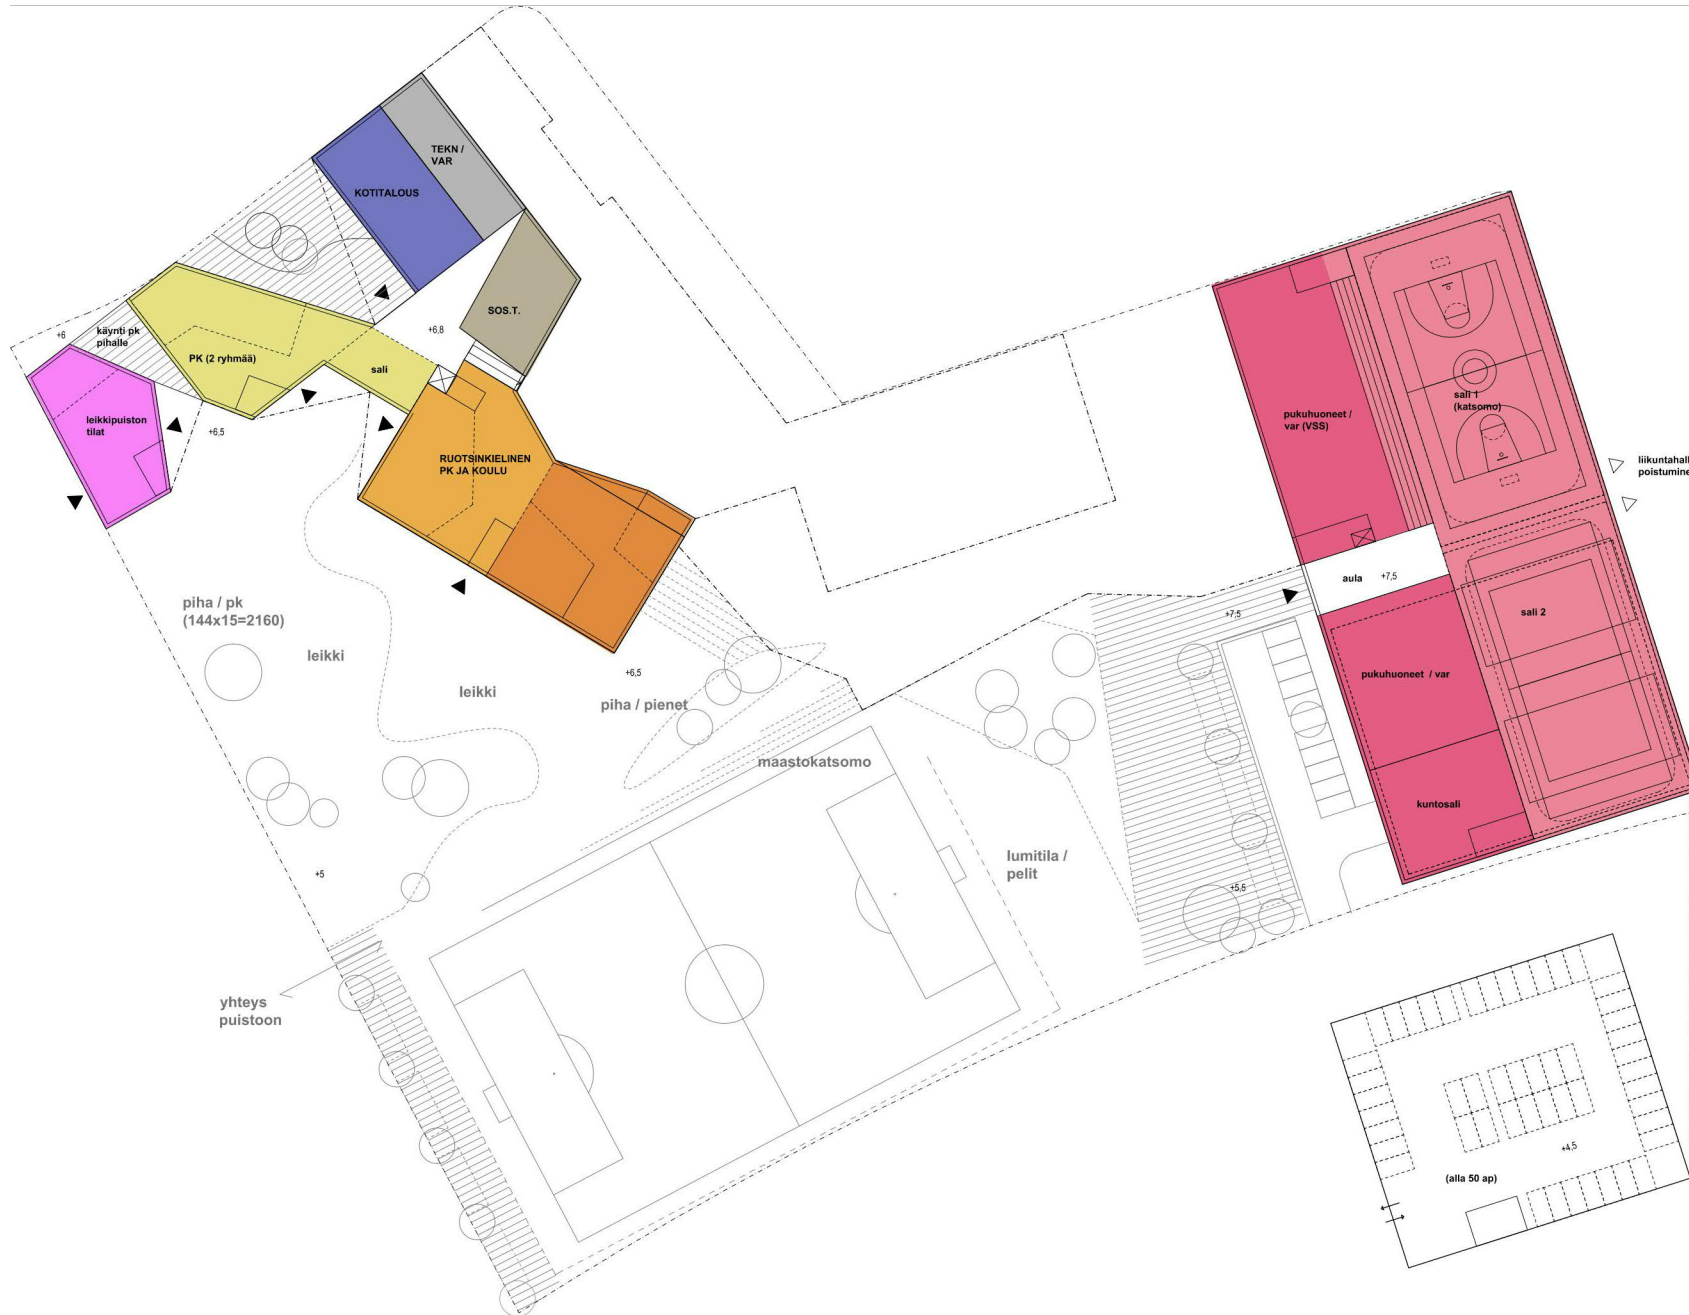 TEKN /
VAR
KOTITALOUS
SOS.T.
+6,8
+6
käynti pk
pihalle
PK (2 ryhmää)
sali
leikkipuiston
tilat
+6,5
RUOTSINKIELINEN
PK JA KOULU
pukuhuoneet /
var (VSS)
sali 1
(katsomo)
liikuntahall
poistumine
aula
+7,5
+7,5
sali 2
piha / pk
(144x15=2160)
leikki
leikki
+6,5
piha / pienet
pukuhuoneet / var
maastokatsomo
kuntosali
lumitila /
pelit
+5
+5,5
yhteys
puistoon
+4,5
(alla 50 ap)